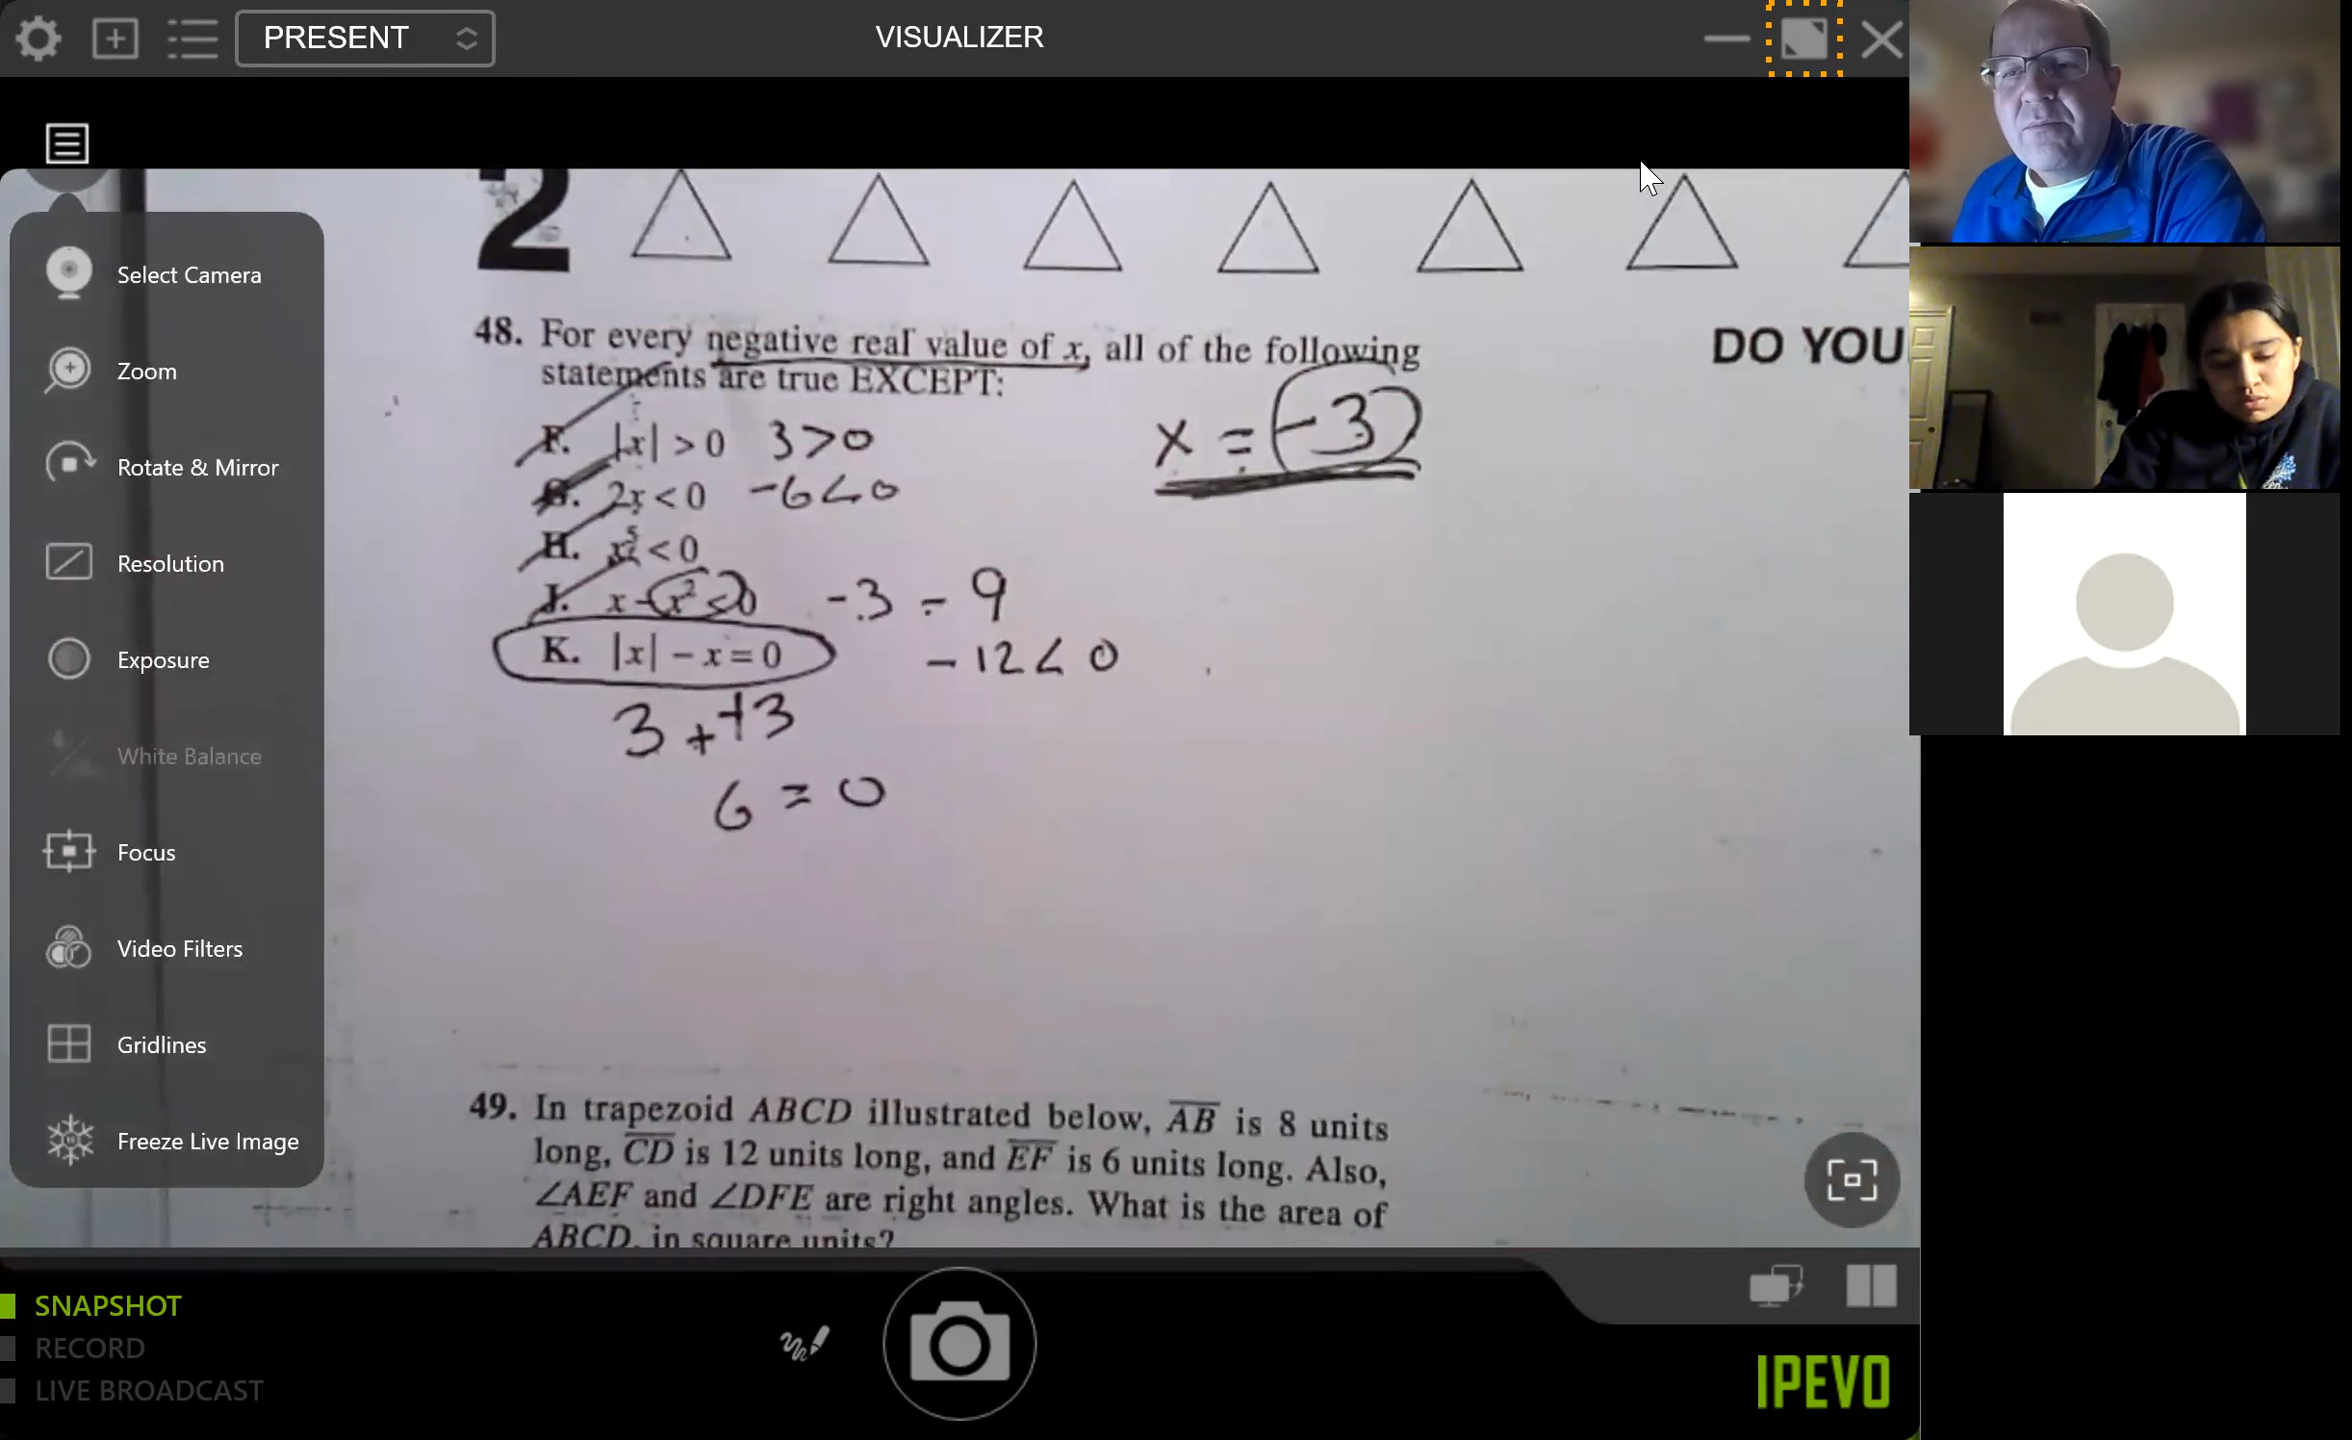 PRESENT
VISUALIZER
Select Camera
Zoom
Rotate & Mirror
Resolution
Exposure
White Balance
Focus
Video Filters
Gridlines
Freeze Live Image
2
48. For every negative real value of x, all of the following
statements are true EXCEPT:
F. |x| > 0 3>0
G. 2x < 0 -6<0
H. x⁵ < 0
J. x - x² < 0 -3 - 9
-12< 0
K. |x| - x = 0
3 + +3
6 = 0
x = -3
DO YOU
49. In trapezoid ABCD illustrated below, AB is 8 units
long, CD is 12 units long, and EF is 6 units long. Also,
∠AEF and ∠DFE are right angles. What is the area of
ABCD, in square units?
SNAPSHOT
RECORD
LIVE BROADCAST
IPEVO